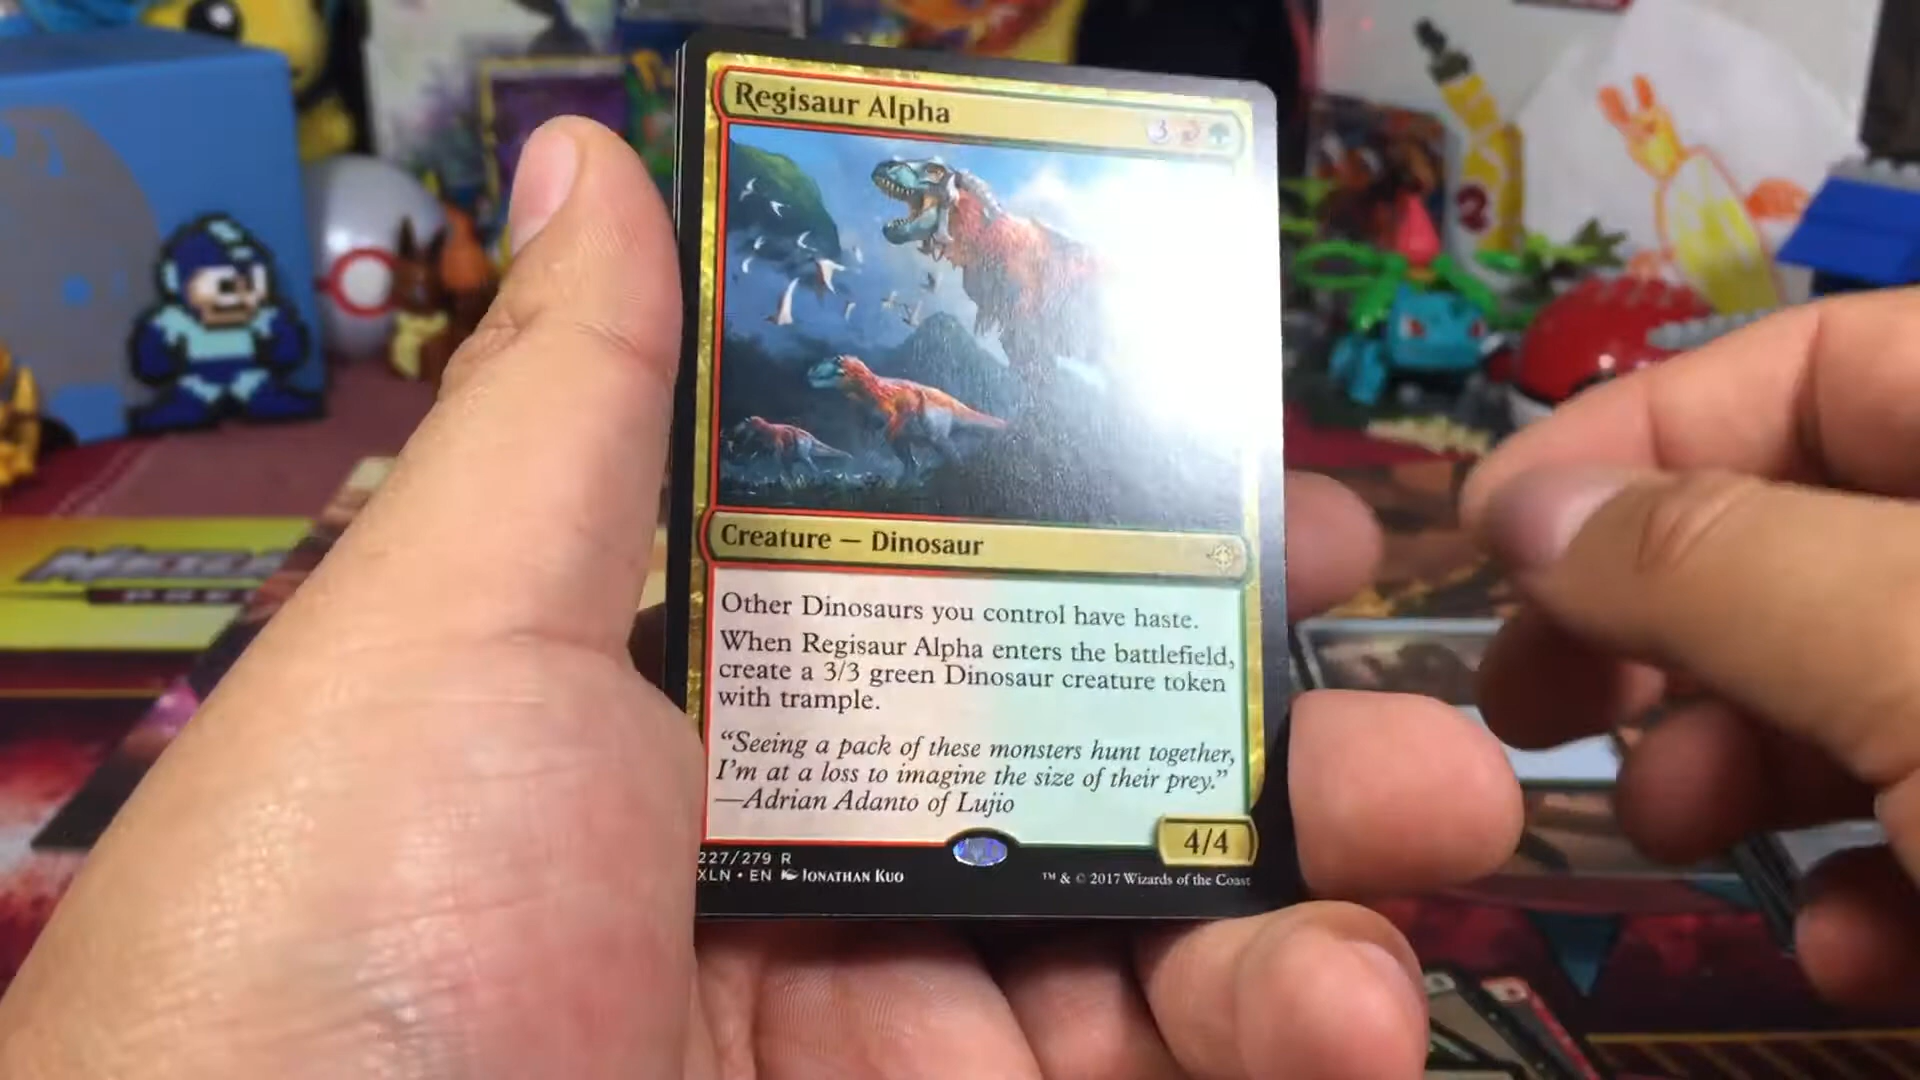 Regisaur Alpha
3
Creature — Dinosaur
Other Dinosaurs you control have haste.
When Regisaur Alpha enters the battlefield,
create a 3/3 green Dinosaur creature token
with trample.
“Seeing a pack of these monsters hunt together,
I'm at a loss to imagine the size of their prey.”
—Adrian Adanto of Lujio
4/4
227/279 R
XLN • EN Jonathan Kuo
™ & © 2017 Wizards of the Coast